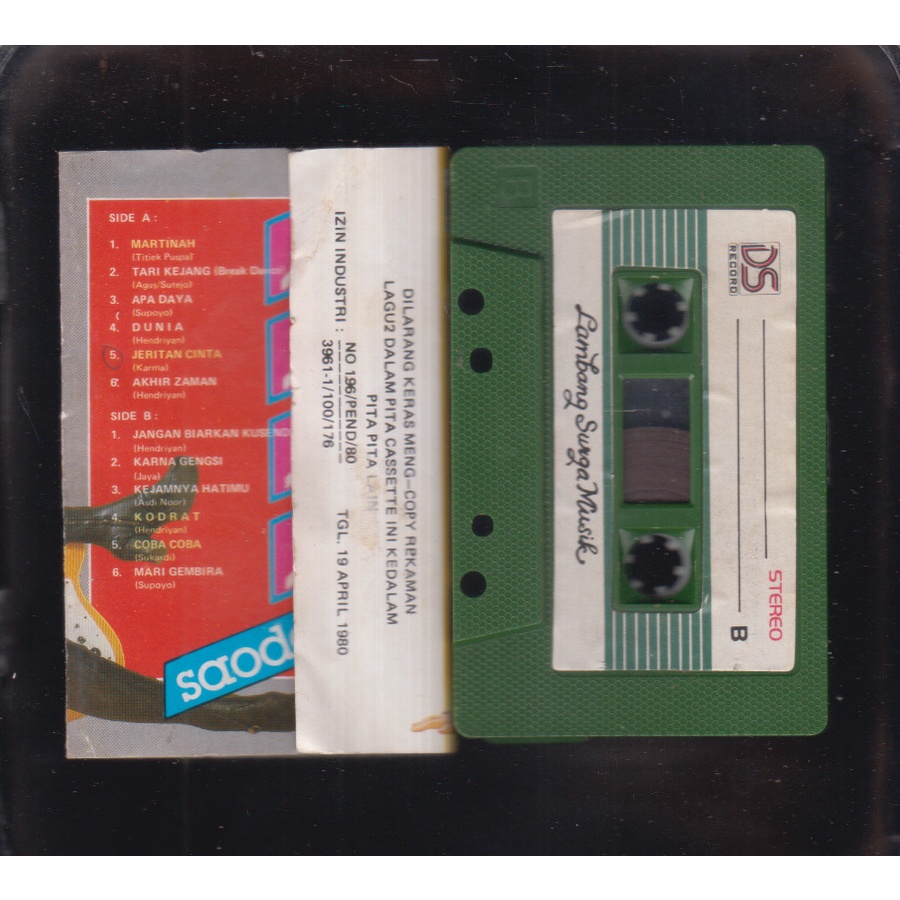 SIDE A :
1. MARTINAH
(Titiek Puspa)
2. TARI KEJANG (Break Dance)
(Agus/Sutejo)
3. APA DAYA
(Supoyo)
4. DUNIA
(Hendriyan)
5. JERITAN CINTA
(Karma)
6. AKHIR ZAMAN
(Hendriyan)
SIDE B :
1. JANGAN BIARKAN KUSEND
(Hendriyan)
2. KARNA GENGSI
(Jaya)
3. KEJAMNYA HATIMU
(Asdi Noor)
4. KODRAT
(Hendriyan)
5. COBA COBA
(Sukardi)
6. MARI GEMBIRA
(Supoyo)
saode
DILARANG KERAS MENG-COPY REKAMAN
LAGU2 DALAM PITA CASSETTE INI KEDALAM
PITA PITA LAIN
IZIN INDUSTRI : NO 196/PEND/80 TGL. 19 APRIL 1980
3961-1/100/176
B
DS
RECORD
Lambang Surga Musik
STEREO
B